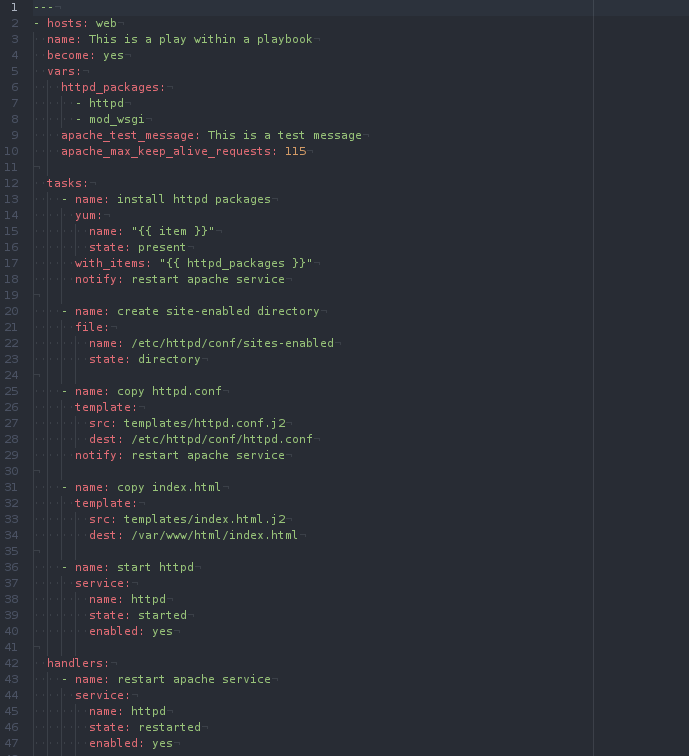 1 ---
2 - hosts: web
3   name: This is a play within a playbook
4   become: yes
5   vars:
6     httpd_packages:
7       - httpd
8       - mod_wsgi
9     apache_test_message: This is a test message
10     apache_max_keep_alive_requests: 115
11
12   tasks:
13     - name: install httpd packages
14       yum:
15         name: "{{ item }}"
16         state: present
17       with_items: "{{ httpd_packages }}"
18       notify: restart apache service
19
20     - name: create site-enabled directory
21       file:
22         name: /etc/httpd/conf/sites-enabled
23         state: directory
24
25     - name: copy httpd.conf
26       template:
27         src: templates/httpd.conf.j2
28         dest: /etc/httpd/conf/httpd.conf
29       notify: restart apache service
30
31     - name: copy index.html
32       template:
33         src: templates/index.html.j2
34         dest: /var/www/html/index.html
35
36     - name: start httpd
37       service:
38         name: httpd
39         state: started
40         enabled: yes
41
42   handlers:
43     - name: restart apache service
44       service:
45         name: httpd
46         state: restarted
47         enabled: yes